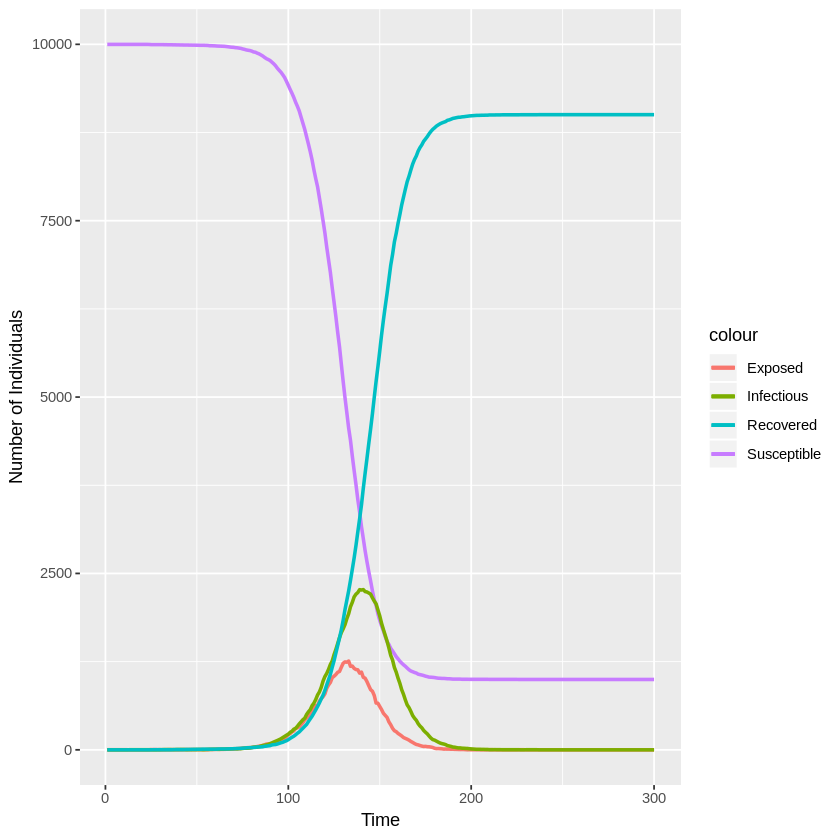 Number of Individuals
10000
7500
5000
2500
0
0 100 200 300
Time
colour
Exposed
Infectious
Recovered
Susceptible